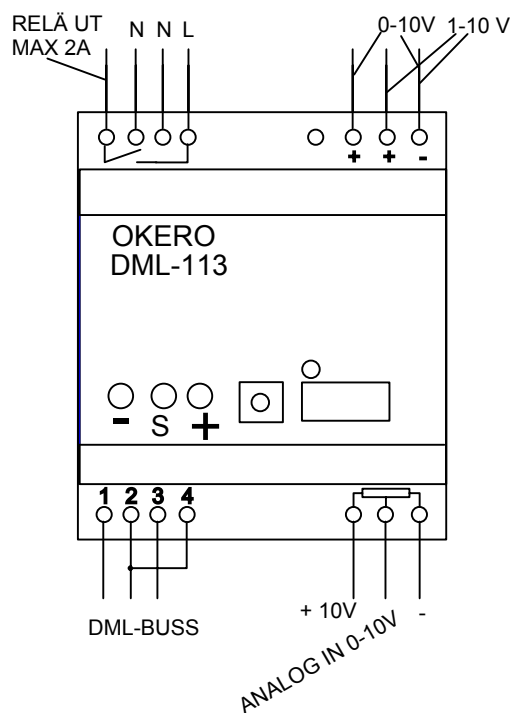 RELÄ UT
MAX 2A
N N L
0-10V 1-10 V
+ + -
OKERO
DML-113
- S +
1 2 3 4
DML-BUSS
+ 10V
ANALOG IN 0-10V
-